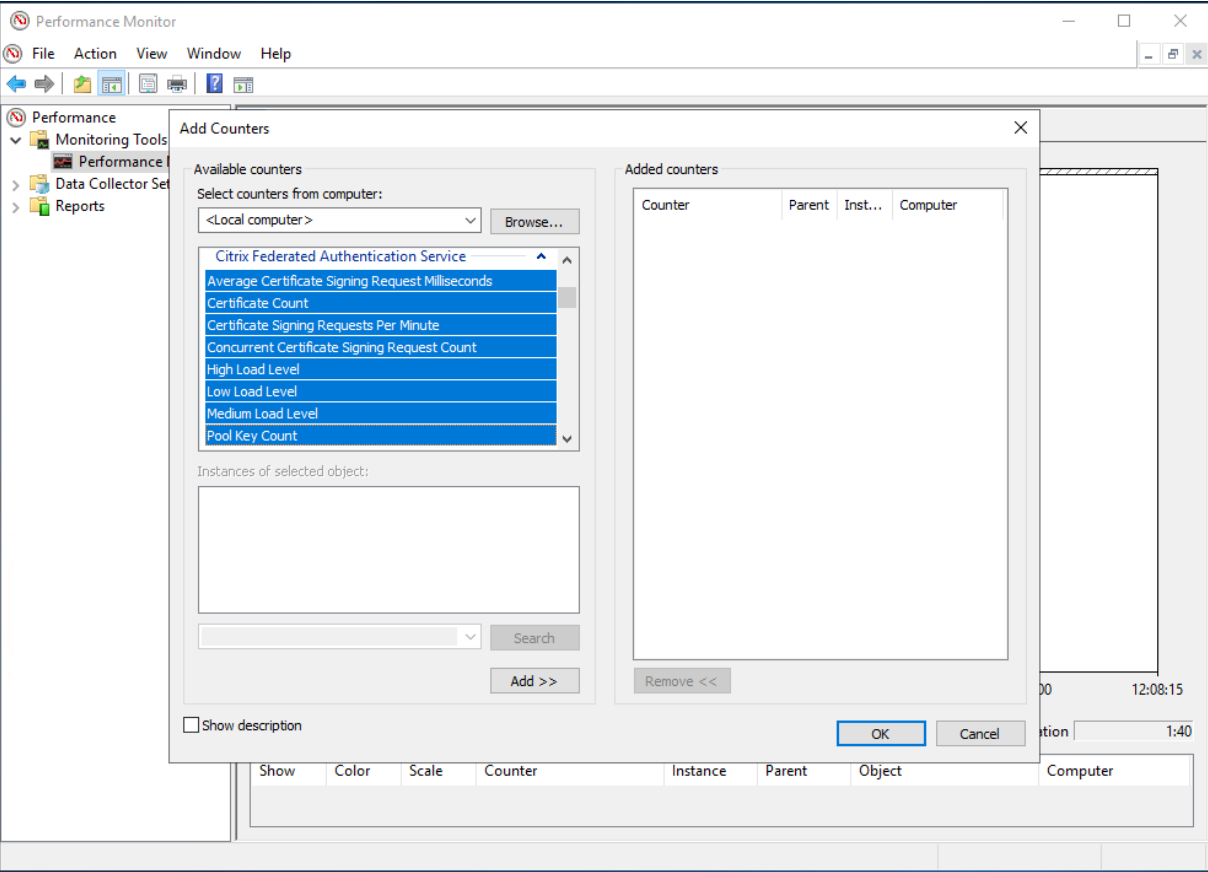 Performance Monitor
File Action View Window Help
Performance
Monitoring Tools
Performance
Data Collector Set
Reports
Add Counters
Available counters
Select counters from computer:
<Local computer>
Browse...
Citrix Federated Authentication Service
Average Certificate Signing Request Milliseconds
Certificate Count
Certificate Signing Requests Per Minute
Concurrent Certificate Signing Request Count
High Load Level
Low Load Level
Medium Load Level
Pool Key Count
Instances of selected object:
Search
Add >>
Show description
Added counters
Counter Parent Inst... Computer
Remove <<
OK Cancel
00 12:08:15
ation 1:40
Show Color Scale Counter Instance Parent Object Computer